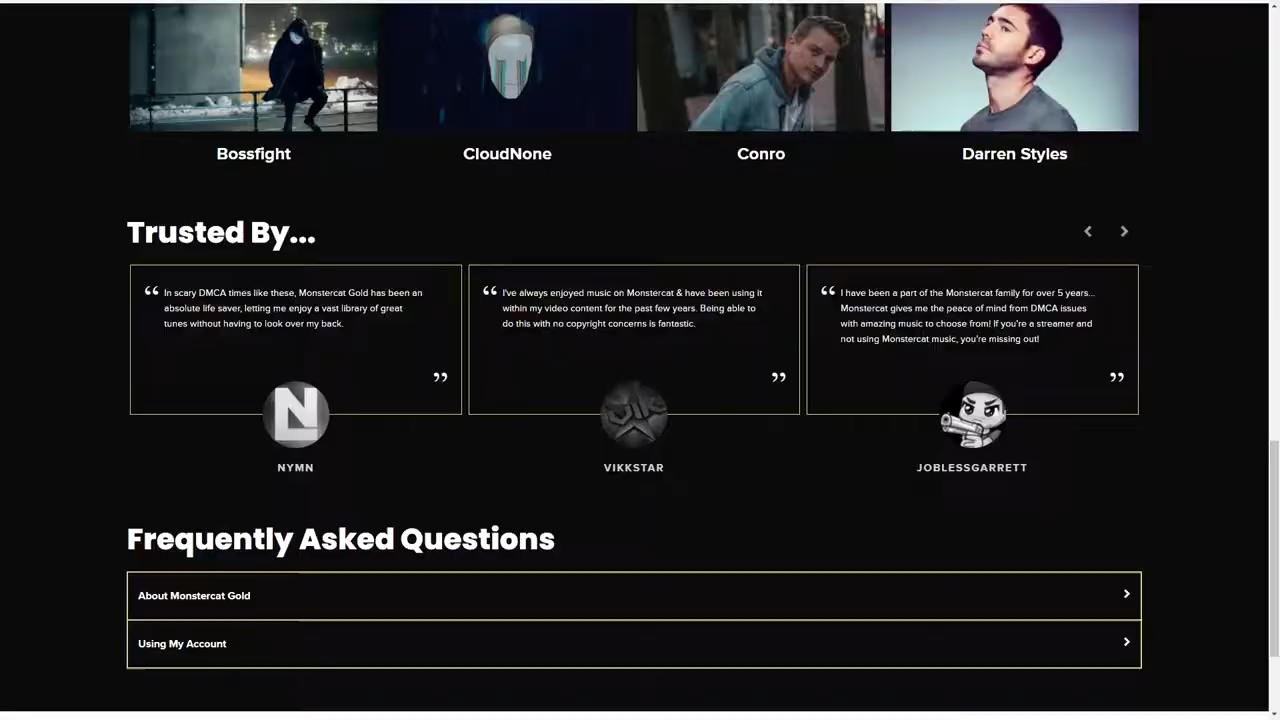 Bossfight
CloudNone
Conro
Darren Styles
Trusted By...
“ In scary DMCA times like these, Monstercat Gold has been an
absolute life saver, letting me enjoy a vast library of great
tunes without having to look over my back.
”
NYMN
“ I've always enjoyed music on Monstercat & have been using it
within my video content for the past few years. Being able to
do this with no copyright concerns is fantastic.
”
VIKKSTAR
“ I have been a part of the Monstercat family for over 5 years...
Monstercat gives me the peace of mind from DMCA issues
with amazing music to choose from! If you're a streamer and
not using Monstercat music, you're missing out!
”
JOBLESSGARRETT
Frequently Asked Questions
About Monstercat Gold
Using My Account